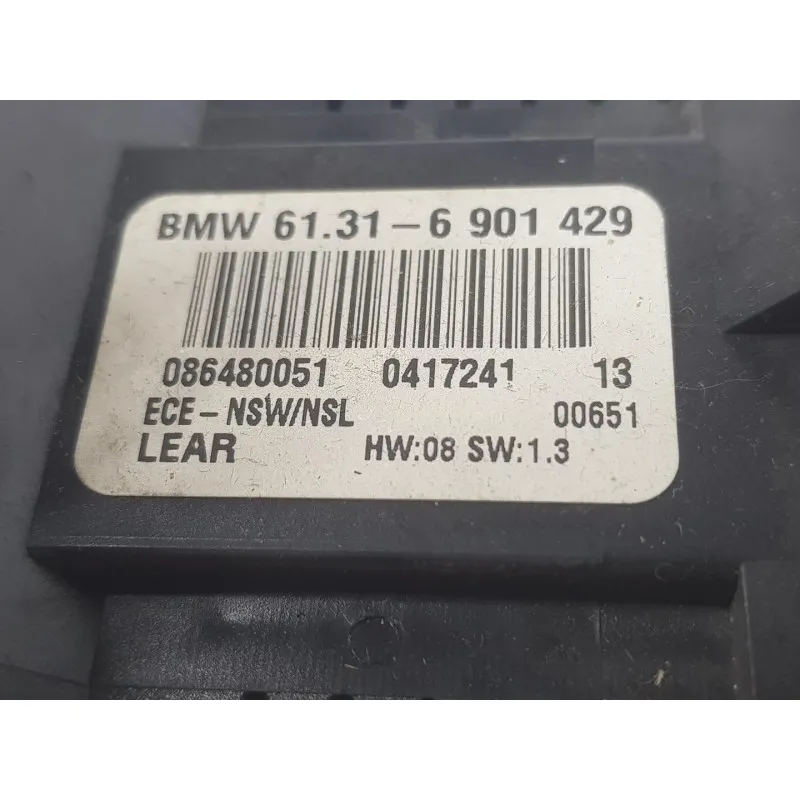 BMW 61.31-6 901 429
086480051 0417241 13
ECE-NSW/NSL 00651
LEAR HW:08 SW:1.3